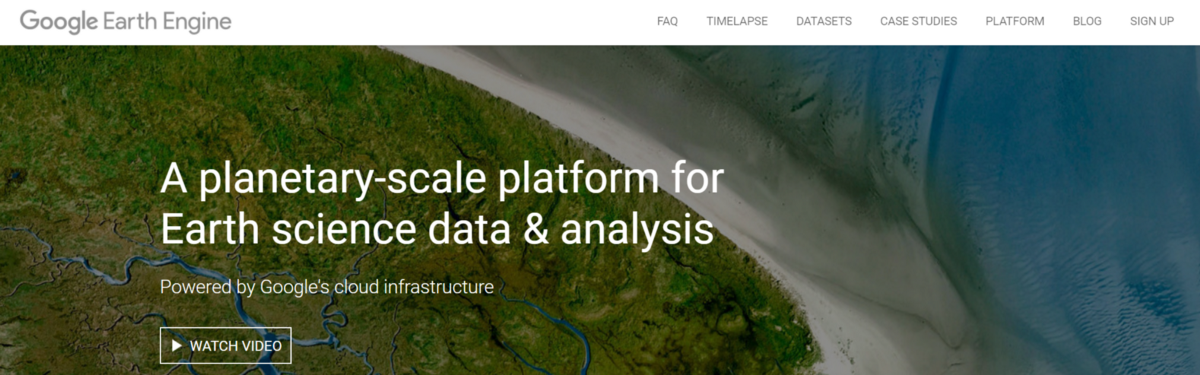 Google Earth Engine
FAQ TIMELAPSE DATASETS CASE STUDIES PLATFORM BLOG SIGN UP
A planetary-scale platform for
Earth science data & analysis
Powered by Google's cloud infrastructure
WATCH VIDEO